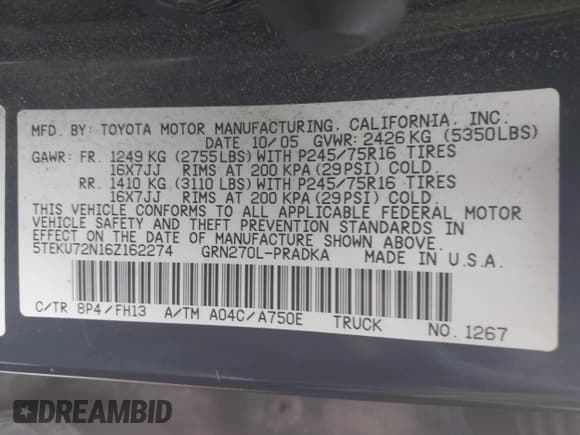 MFD. BY: TOYOTA MOTOR MANUFACTURING, CALIFORNIA, INC.
DATE 10/05 GVWR: 2426 KG (5350LBS)
GAWR: FR. 1249 KG (2755LBS) WITH P245/75R16 TIRES
16X7JJ RIMS AT 200 KPA (29 PSI) COLD.
RR. 1410 KG (3110 LBS) WITH P245/75R16 TIRES
16X7JJ RIMS AT 200 KPA (29 PSI) COLD.
THIS VEHICLE CONFORMS TO ALL APPLICABLE FEDERAL MOTOR
VEHICLE SAFETY AND THEFT PREVENTION STANDARDS IN
EFFECT ON THE DATE OF MANUFACTURE SHOWN ABOVE.
5TEKU72N16Z162274 GRN270L-PRADKA MADE IN U.S.A.
C/TR 8P4/FH13 A/TM A04C/A750E TRUCK NO. 1267
DREAMBID